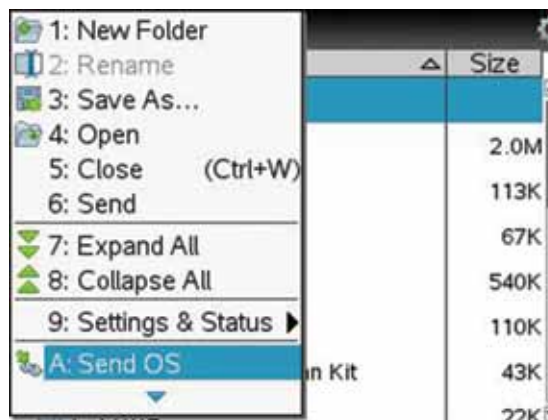 1: New Folder
2: Rename
Size
3: Save As...
4: Open
2.0M
5: Close (Ctrl+W)
113K
6: Send
67K
7: Expand All
8: Collapse All
540K
9: Settings & Status
110K
A: Send OS
Kit
43K
22K